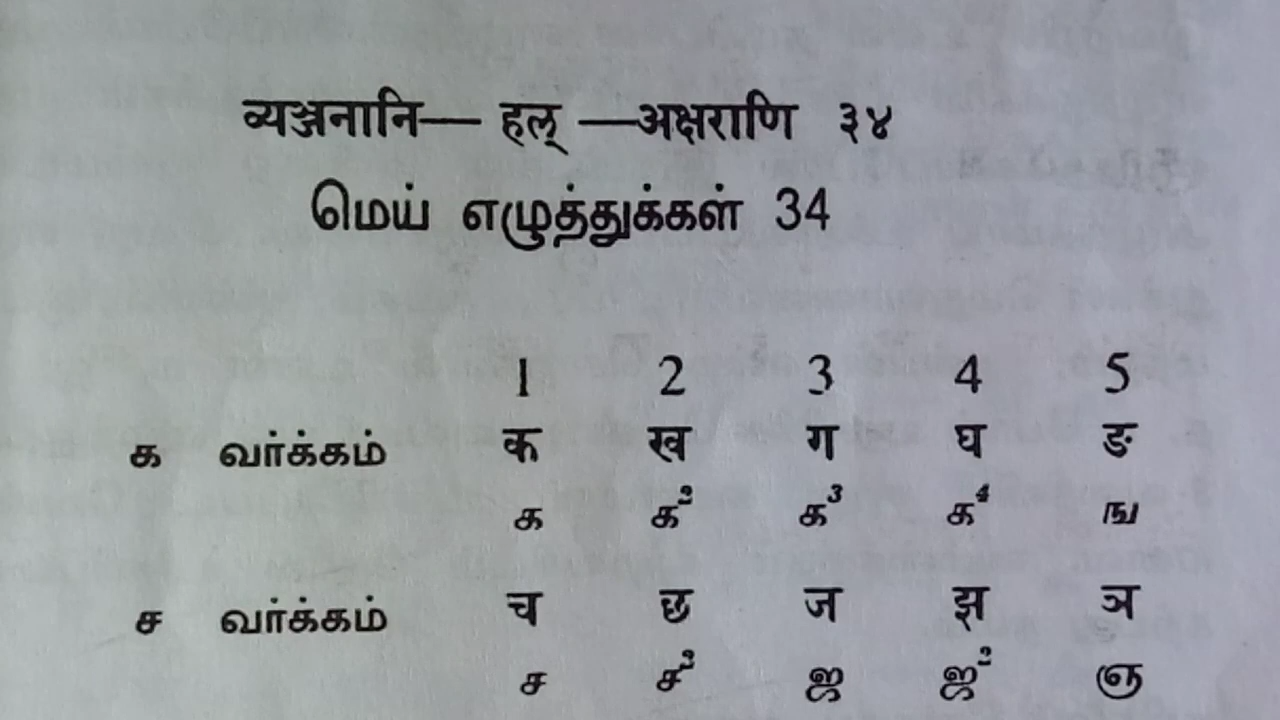 व्यञ्जनानि— हल् —अक्षराणि ३४
மெய் எழுத்துக்கள் 34
1 2 3 4 5
க வர்க்கம் क ख ग घ ङ
க க² க³ க⁴ ங
ச வர்க்கம் च छ ज झ ञ
ச ச² ஜ ஜ² ஞ